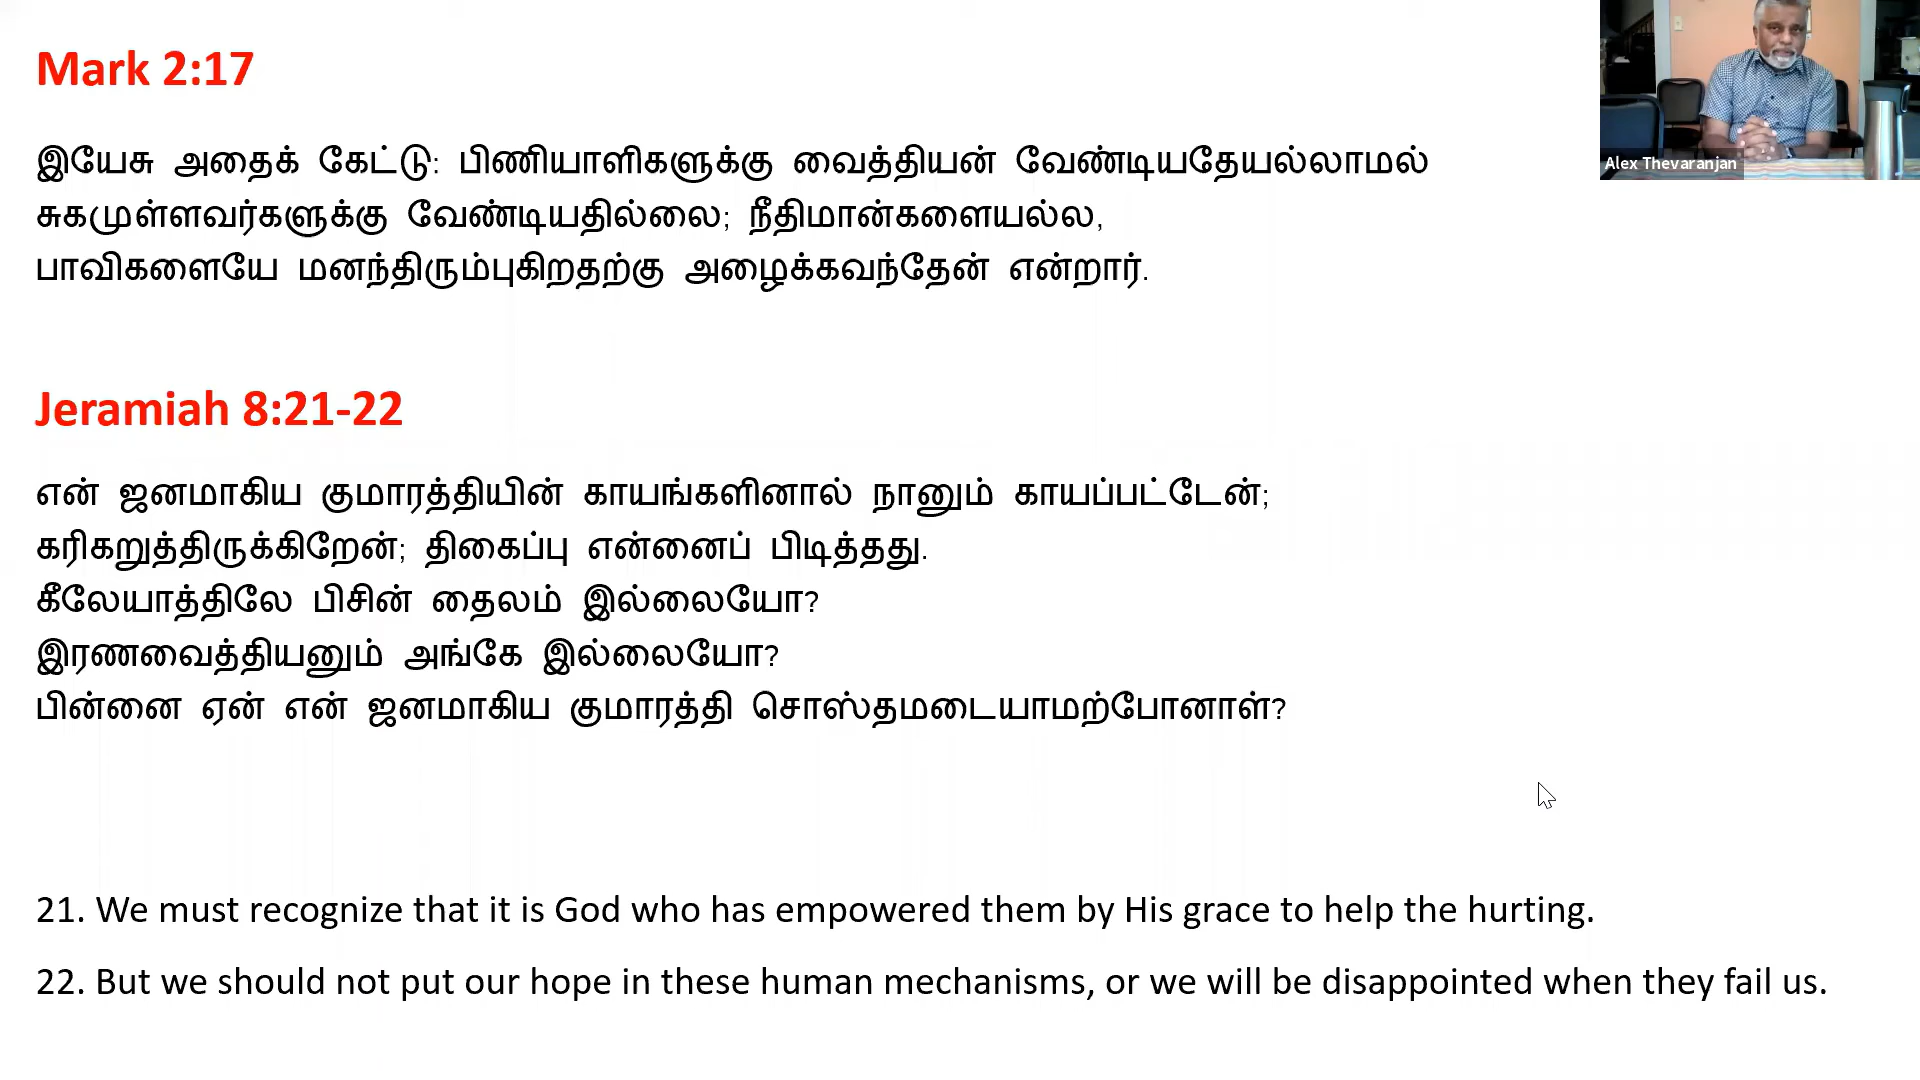 Mark 2:17
இயேசு அதைக் கேட்டு: பிணியாளிகளுக்கு வைத்தியன் வேண்டியதேயல்லாமல்
சுகமுள்ளவர்களுக்கு வேண்டியதில்லை; நீதிமான்களையல்ல,
பாவிகளையே மனந்திரும்புகிறதற்கு அழைக்கவந்தேன் என்றார்.
Jeramiah 8:21-22
என் ஜனமாகிய குமாரத்தியின் காயங்களினால் நானும் காயப்பட்டேன்;
கரிகறுத்திருக்கிறேன்; திகைப்பு என்னைப் பிடித்தது.
கீலேயாத்திலே பிசின் தைலம் இல்லையோ?
இரணவைத்தியனும் அங்கே இல்லையோ?
பின்னை ஏன் என் ஜனமாகிய குமாரத்தி சொஸ்தமடையாமற்போனாள்?
21. We must recognize that it is God who has empowered them by His grace to help the hurting.
22. But we should not put our hope in these human mechanisms, or we will be disappointed when they fail us.
Alex Thevaranjan